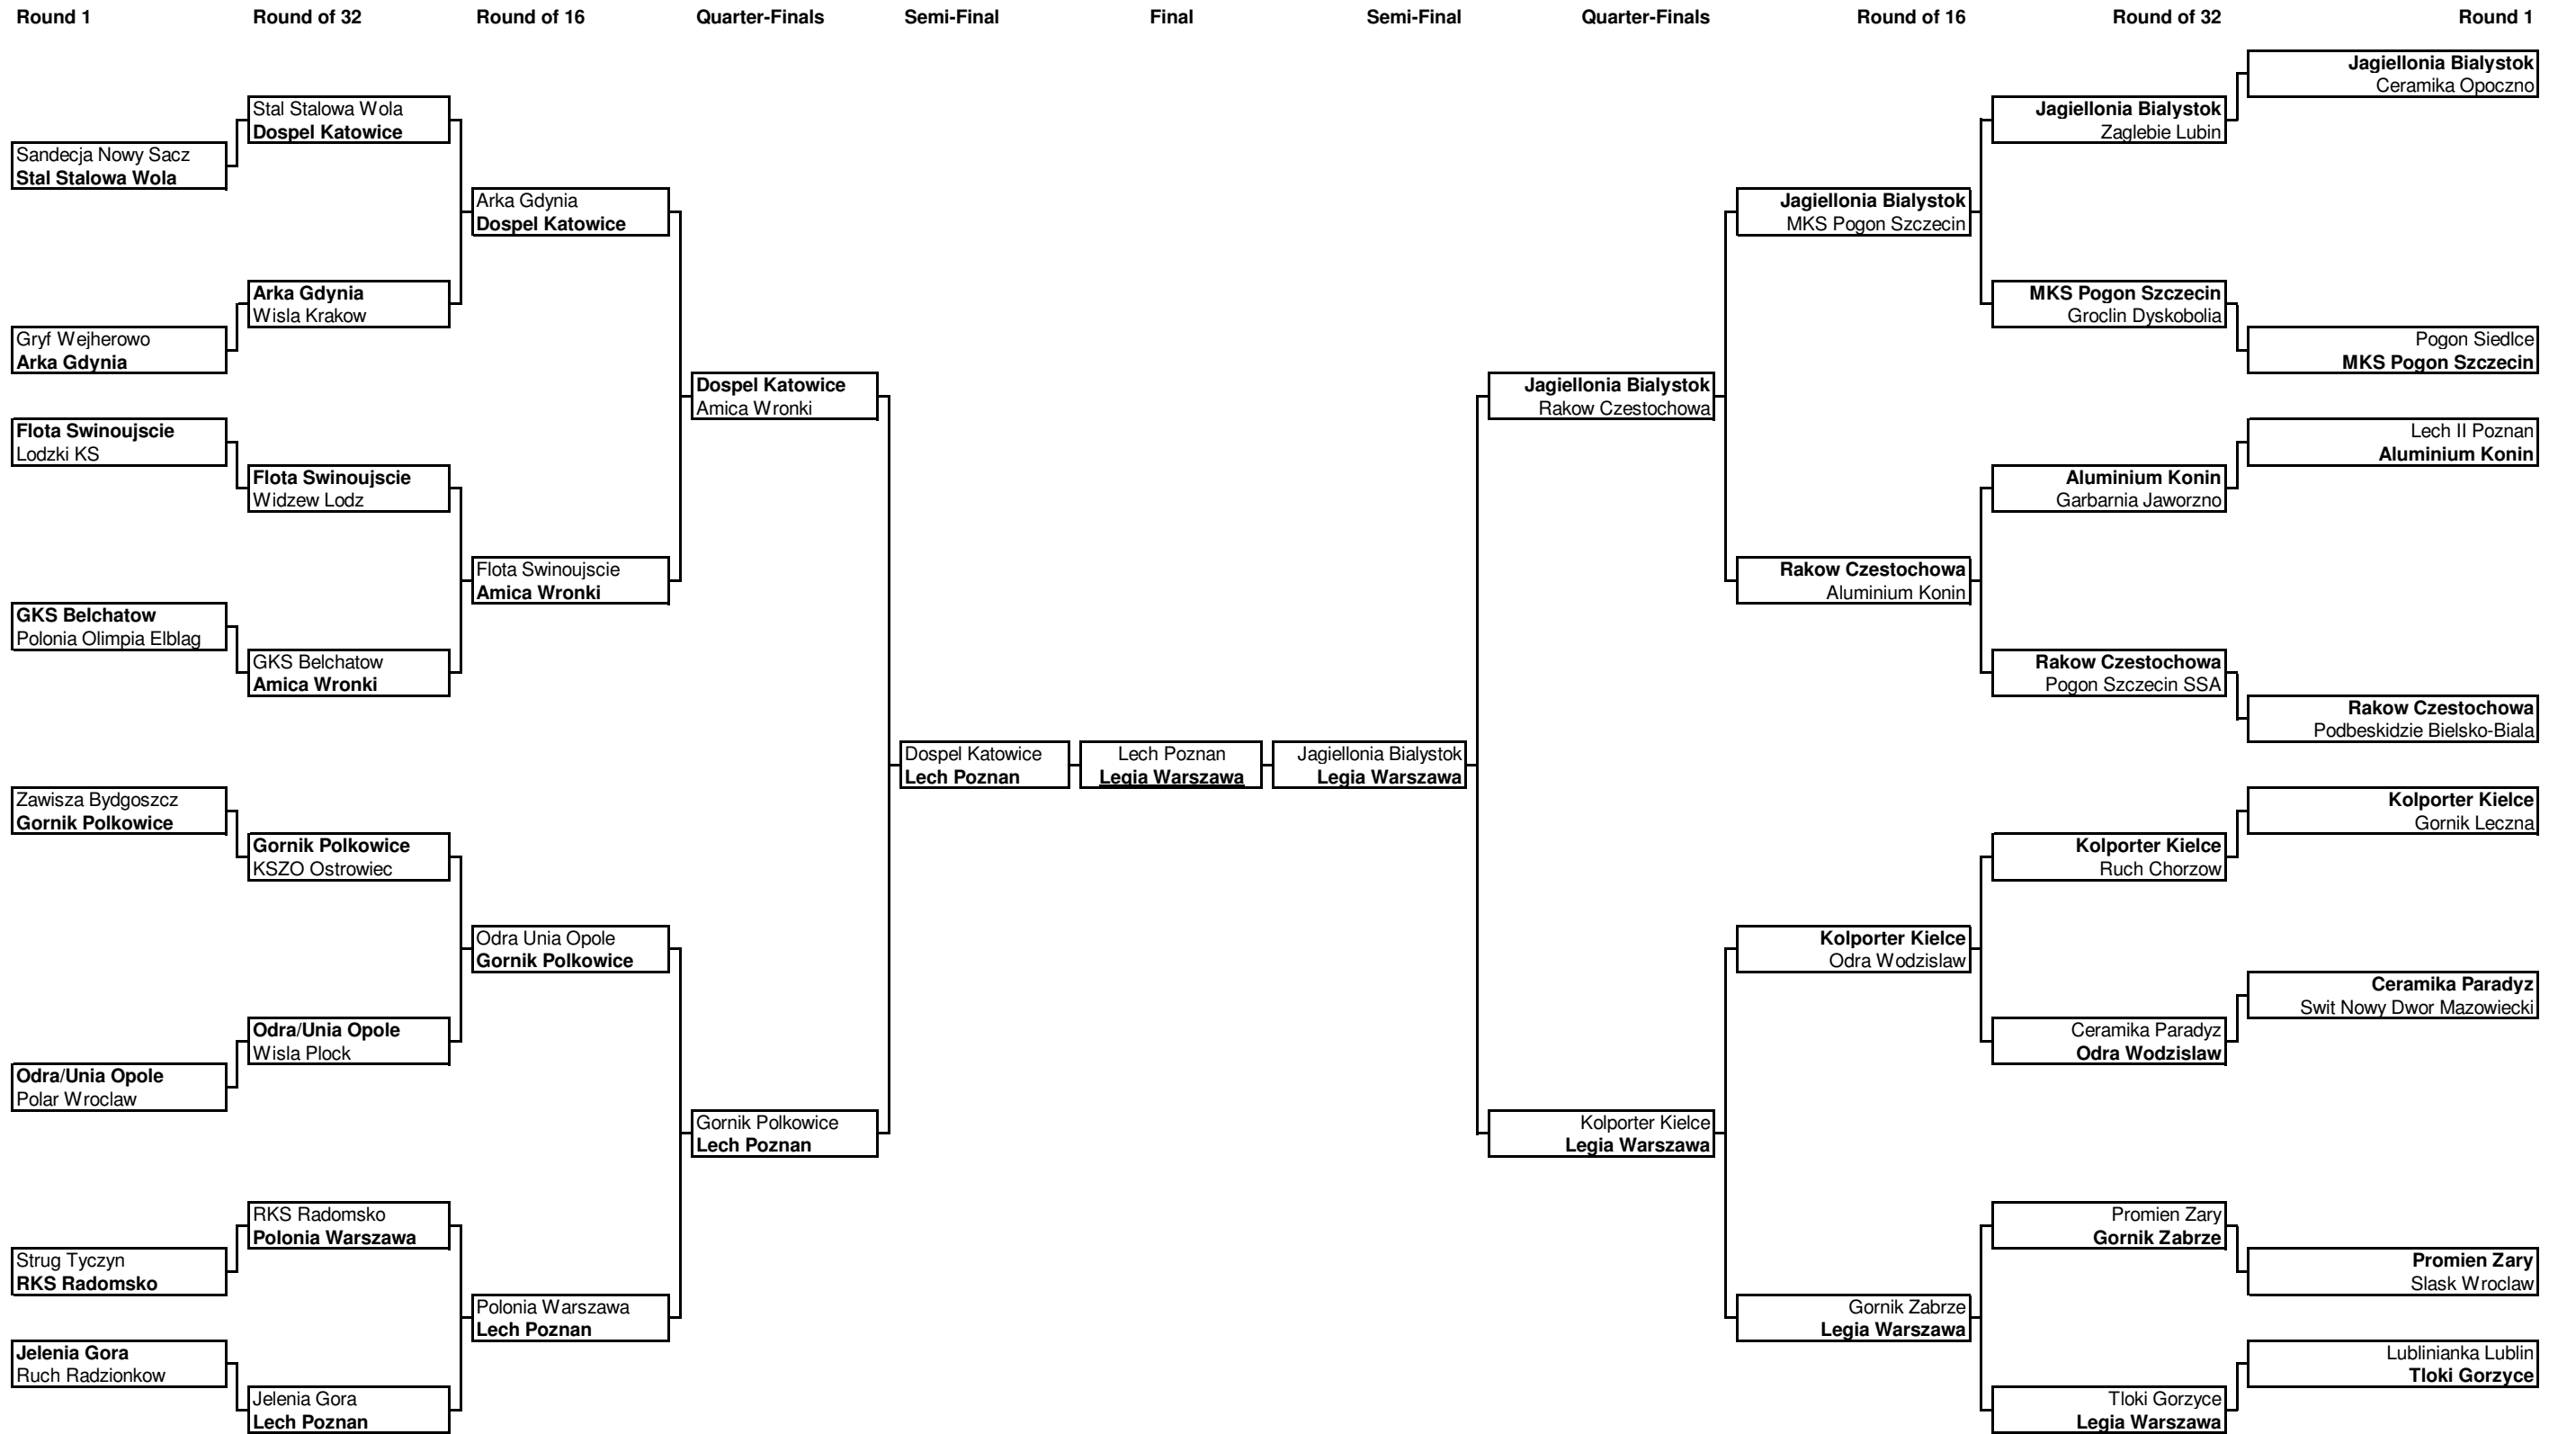 Round 1
Round of 32
Round of 16
Quarter-Finals
Semi-Final
Final
Semi-Final
Quarter-Finals
Round of 16
Round of 32
Round 1
Sandecja Nowy Sacz
Stal Stalowa Wola
Gryf Wejherowo
Arka Gdynia
Flota Swinoujscie
Lodzki KS
GKS Belchatow
Polonia Olimpia Elblag
Zawisza Bydgoszcz
Gornik Polkowice
Odra/Unia Opole
Polar Wroclaw
Strug Tyczyn
RKS Radomsko
Jelenia Gora
Ruch Radzionkow
Stal Stalowa Wola
Dospel Katowice
Arka Gdynia
Wisla Krakow
Flota Swinoujscie
Widzew Lodz
GKS Belchatow
Amica Wronki
Gornik Polkowice
KSZO Ostrowiec
Odra/Unia Opole
Wisla Plock
RKS Radomsko
Polonia Warszawa
Jelenia Gora
Lech Poznan
Arka Gdynia
Dospel Katowice
Flota Swinoujscie
Amica Wronki
Odra Unia Opole
Gornik Polkowice
Polonia Warszawa
Lech Poznan
Dospel Katowice
Amica Wronki
Gornik Polkowice
Lech Poznan
Dospel Katowice
Lech Poznan
Lech Poznan
Legia Warszawa
Jagiellonia Bialystok
Legia Warszawa
Jagiellonia Bialystok
Rakow Czestochowa
Kolporter Kielce
Legia Warszawa
Jagiellonia Bialystok
MKS Pogon Szczecin
Rakow Czestochowa
Aluminium Konin
Kolporter Kielce
Odra Wodzislaw
Gornik Zabrze
Legia Warszawa
Jagiellonia Bialystok
Zaglebie Lubin
MKS Pogon Szczecin
Groclin Dyskobolia
Aluminium Konin
Garbarnia Jaworzno
Rakow Czestochowa
Pogon Szczecin SSA
Kolporter Kielce
Ruch Chorzow
Ceramika Paradyz
Odra Wodzislaw
Promien Zary
Gornik Zabrze
Tloki Gorzyce
Legia Warszawa
Jagiellonia Bialystok
Ceramika Opoczno
Pogon Siedlce
MKS Pogon Szczecin
Lech II Poznan
Aluminium Konin
Rakow Czestochowa
Podbeskidzie Bielsko-Biala
Kolporter Kielce
Gornik Leczna
Ceramika Paradyz
Swit Nowy Dwor Mazowiecki
Promien Zary
Slask Wroclaw
Lublinianka Lublin
Tloki Gorzyce